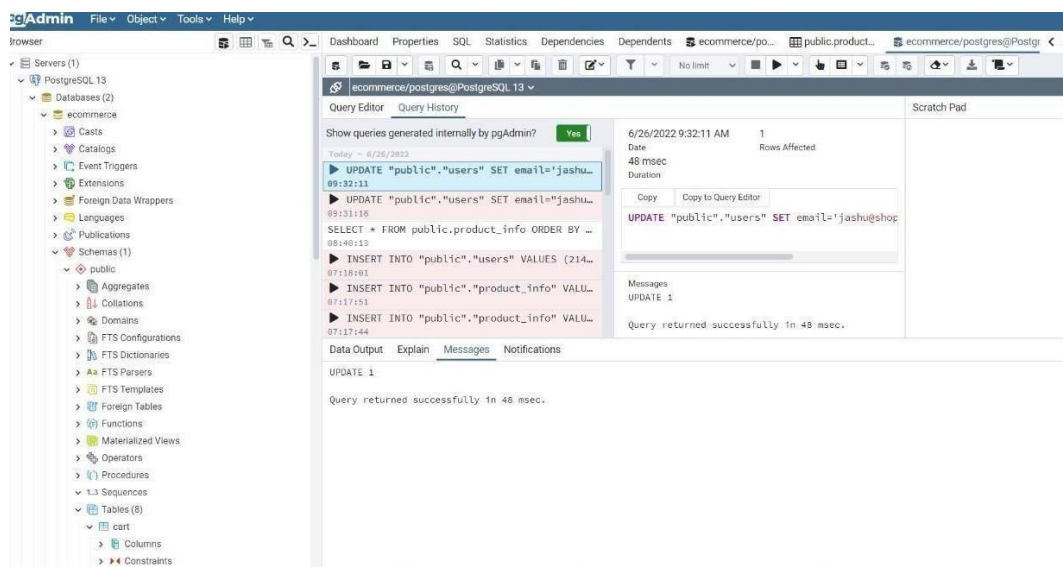 pgAdmin File Object Tools Help
Browser
Dashboard Properties SQL Statistics Dependencies Dependents ecommerce/po... public.product... ecommerce/postgres@Postgr
Servers (1)
PostgreSQL 13
Databases (2)
ecommerce
Casts
Catalogs
Event Triggers
Extensions
Foreign Data Wrappers
Languages
Publications
Schemas (1)
public
Aggregates
Collations
Domains
FTS Configurations
FTS Dictionaries
Aa FTS Parsers
FTS Templates
Foreign Tables
Functions
Materialized Views
Operators
Procedures
1..3 Sequences
Tables (8)
cart
Columns
Constraints
No limit
ecommerce/postgres@PostgreSQL 13
Query Editor Query History
Scratch Pad
Show queries generated internally by pgAdmin? Yes
Today - 6/26/2022
UPDATE "public"."users" SET email='jashu...
09:32:11
UPDATE "public"."users" SET email="jashu...
09:31:18
SELECT * FROM public.product_info ORDER BY ...
08:40:13
INSERT INTO "public"."users" VALUES (214...
07:18:01
INSERT INTO "public"."product_info" VALU...
07:17:51
INSERT INTO "public"."product_info" VALU...
07:17:44
6/26/2022 9:32:11 AM 1
Date Rows Affected
48 msec
Duration
Copy Copy to Query Editor
UPDATE "public"."users" SET email='jashu@shop
Messages
UPDATE 1
Query returned successfully in 48 msec.
Data Output Explain Messages Notifications
UPDATE 1
Query returned successfully in 48 msec.